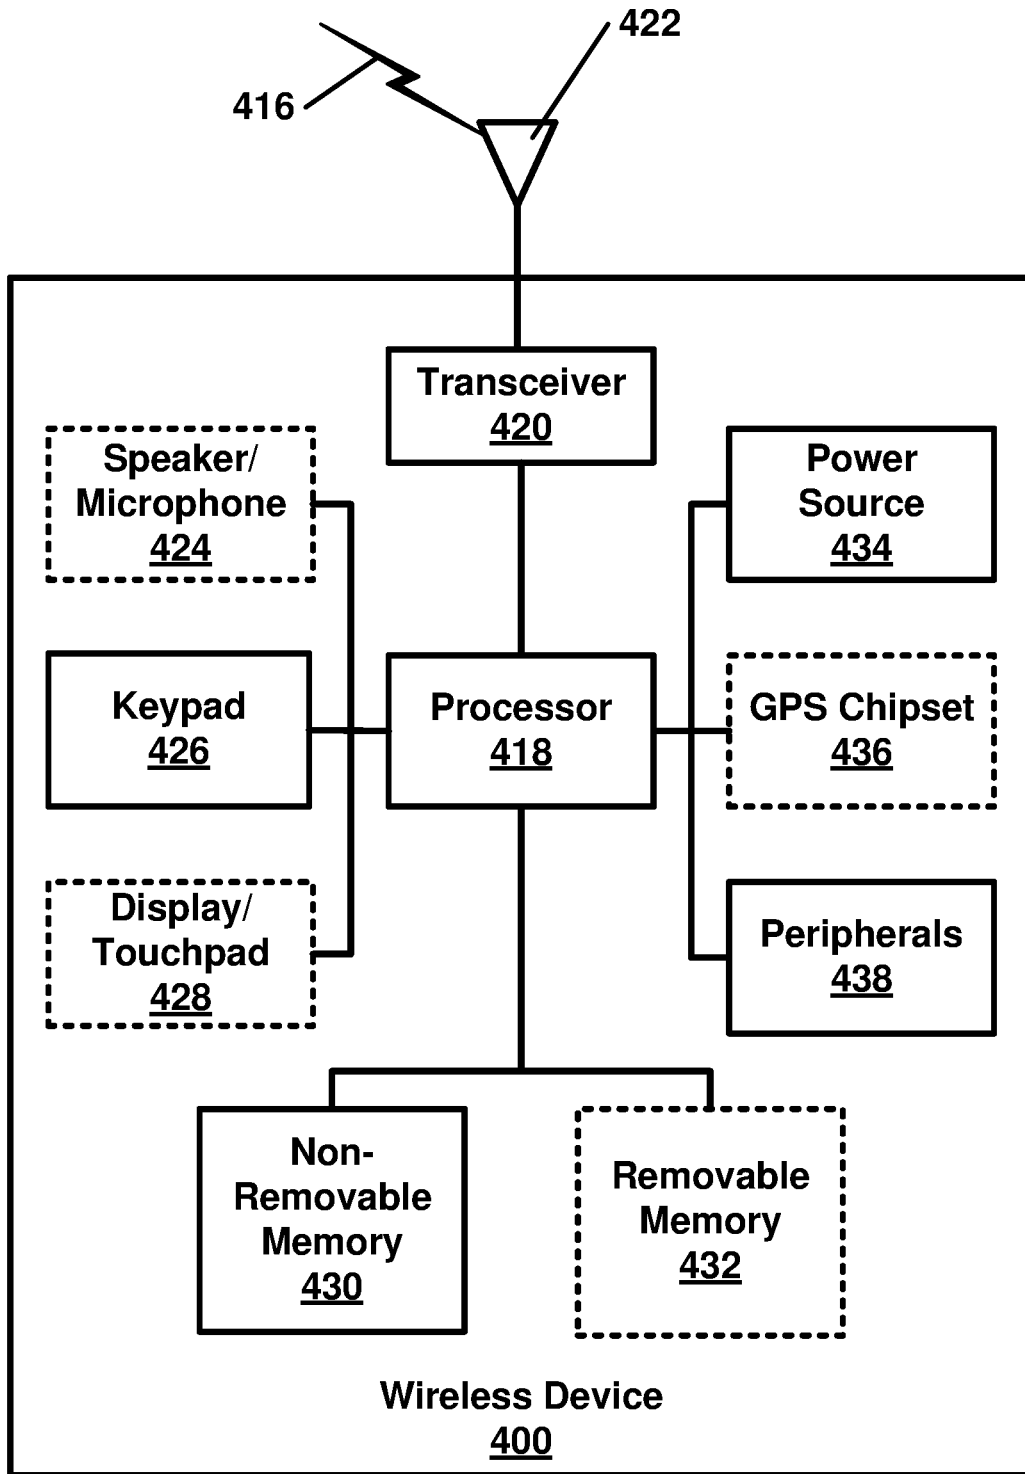 422
416
Transceiver
420
Speaker/
Microphone
424
Power
Source
434
Keypad
426
Processor
418
GPS Chipset
436
Display/
Touchpad
428
Peripherals
438
Non-
Removable
Memory
430
Removable
Memory
432
Wireless Device
400